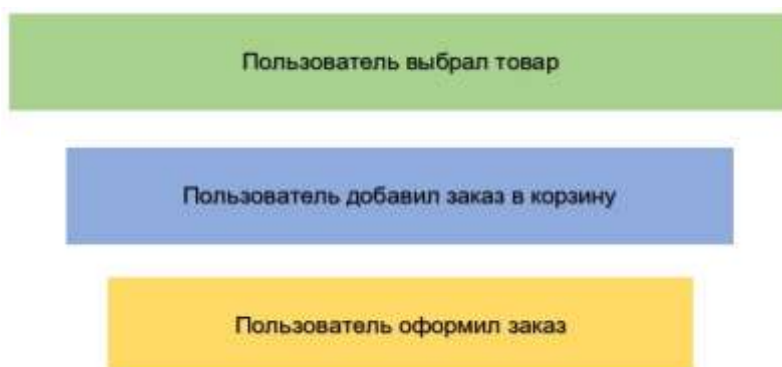 Пользователь выбрал товар
Пользователь добавил заказ в корзину
Пользователь оформил заказ